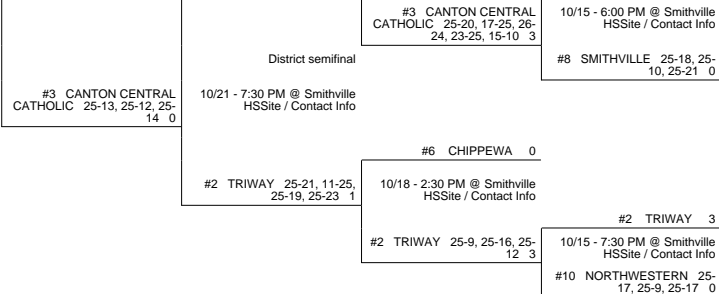 #3 CANTON CENTRAL
CATHOLIC 25-20, 17-25, 26-
24, 23-25, 15-10 3
10/15 - 6:00 PM @ Smithville
HSSite / Contact Info
District semifinal
#8 SMITHVILLE 25-18, 25-
10, 25-21 0
#3 CANTON CENTRAL
CATHOLIC 25-13, 25-12, 25-
14 0
10/21 - 7:30 PM @ Smithville
HSSite / Contact Info
#6 CHIPPEWA 0
#2 TRIWAY 25-21, 11-25,
25-19, 25-23 1
10/18 - 2:30 PM @ Smithville
HSSite / Contact Info
#2 TRIWAY 3
#2 TRIWAY 25-9, 25-16, 25-
12 3
10/15 - 7:30 PM @ Smithville
HSSite / Contact Info
#10 NORTHWESTERN 25-
17, 25-9, 25-17 0